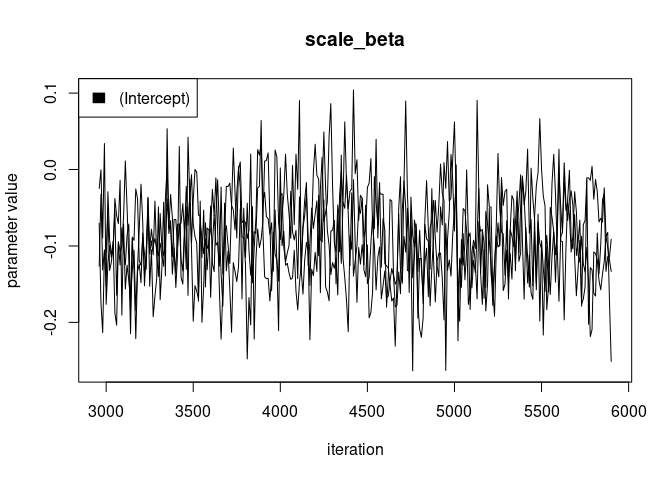 scale_beta
(Intercept)
0.1
0.0
-0.1
-0.2
parameter value
3000 3500 4000 4500 5000 5500 6000
iteration